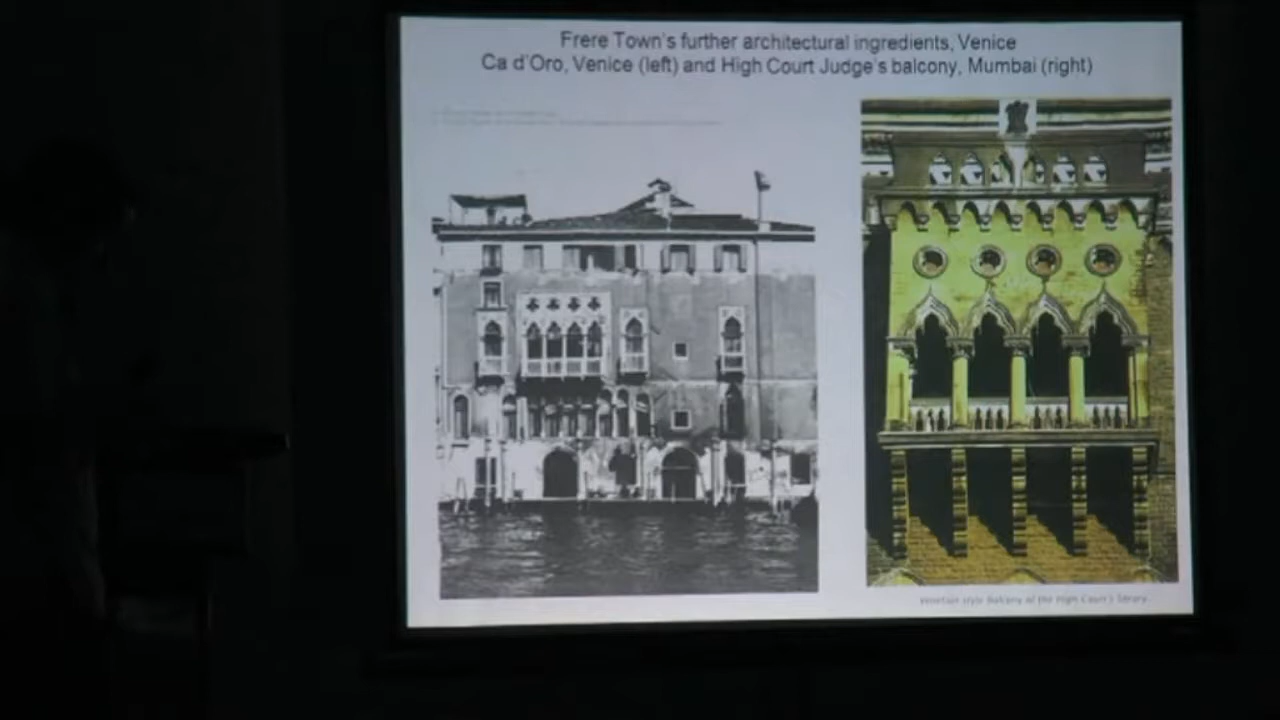 Frere Town's further architectural ingredients, Venice
Ca d'Oro, Venice (left) and High Court Judge's balcony, Mumbai (right)
Venetian style Balcony of the High Court's library